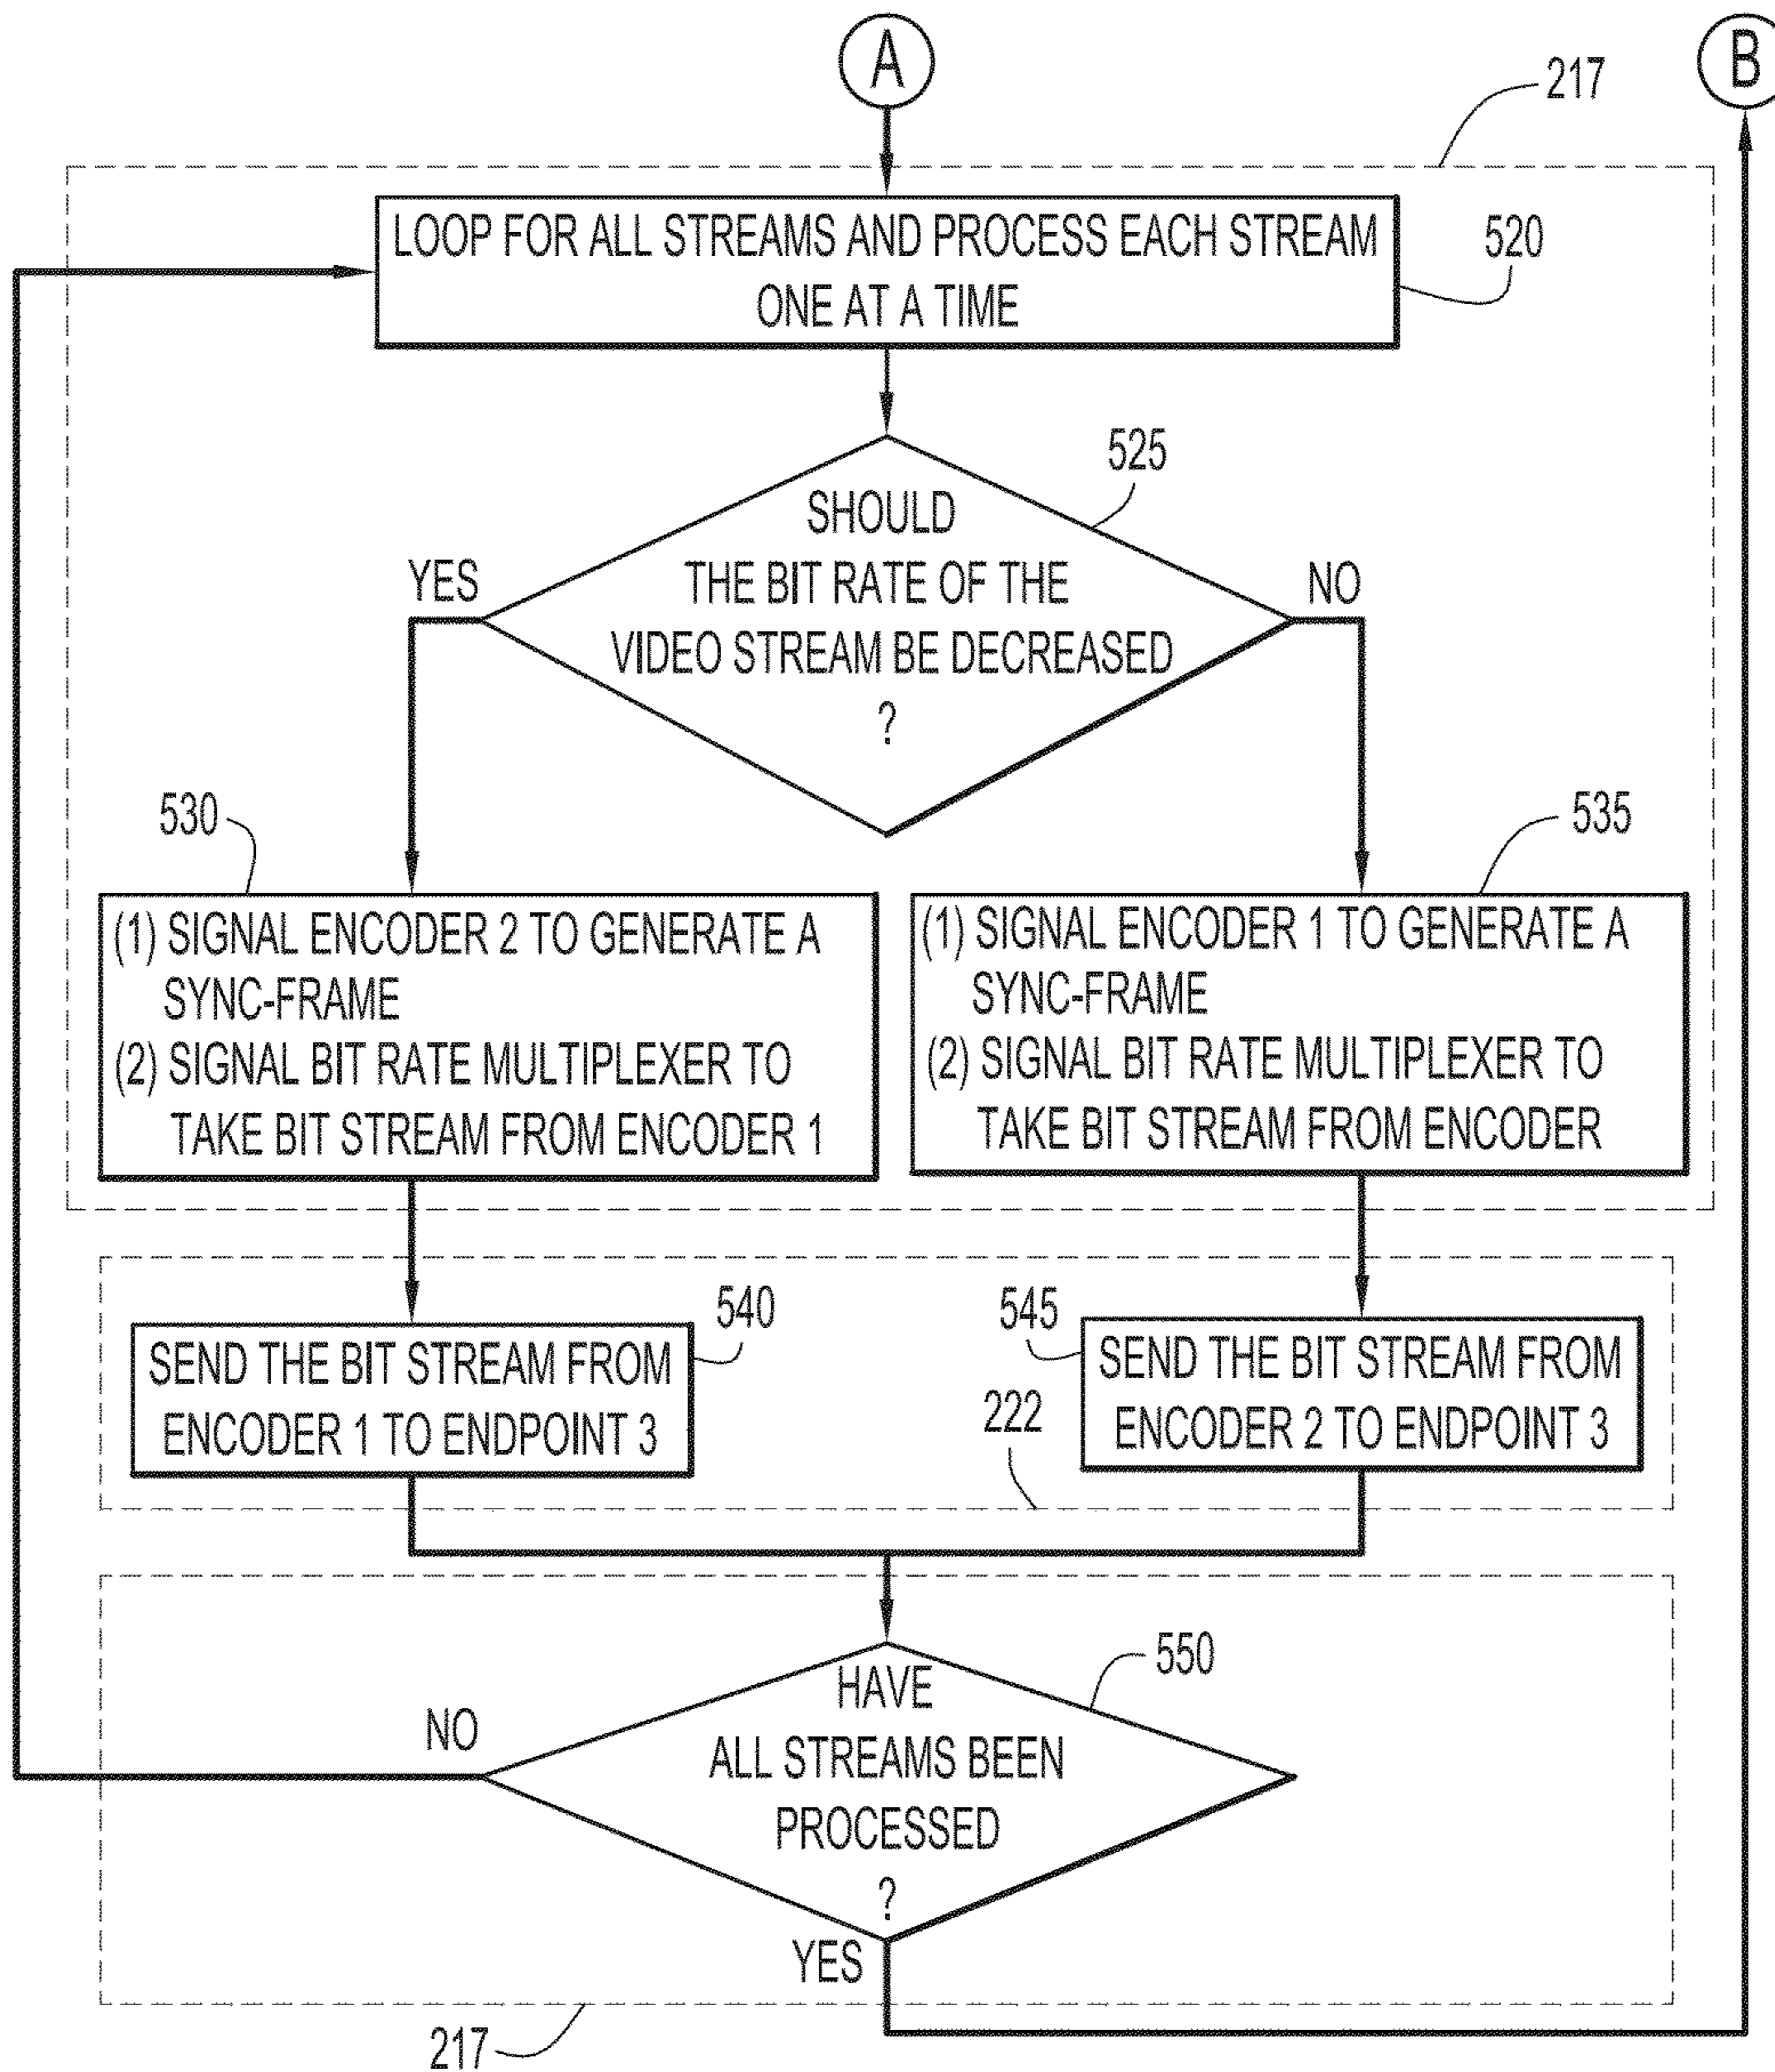 A
B
217
LOOP FOR ALL STREAMS AND PROCESS EACH STREAM
ONE AT A TIME
520
525
SHOULD
THE BIT RATE OF THE
VIDEO STREAM BE DECREASED
?
YES
NO
530
535
(1) SIGNAL ENCODER 2 TO GENERATE A
SYNC-FRAME
(2) SIGNAL BIT RATE MULTIPLEXER TO
TAKE BIT STREAM FROM ENCODER 1
(1) SIGNAL ENCODER 1 TO GENERATE A
SYNC-FRAME
(2) SIGNAL BIT RATE MULTIPLEXER TO
TAKE BIT STREAM FROM ENCODER
540
SEND THE BIT STREAM FROM
ENCODER 1 TO ENDPOINT 3
545
SEND THE BIT STREAM FROM
ENCODER 2 TO ENDPOINT 3
222
550
HAVE
ALL STREAMS BEEN
PROCESSED
?
NO
YES
217